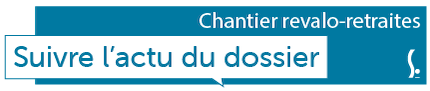 Chantier revalo-retraites
Suivre l’actu du dossier